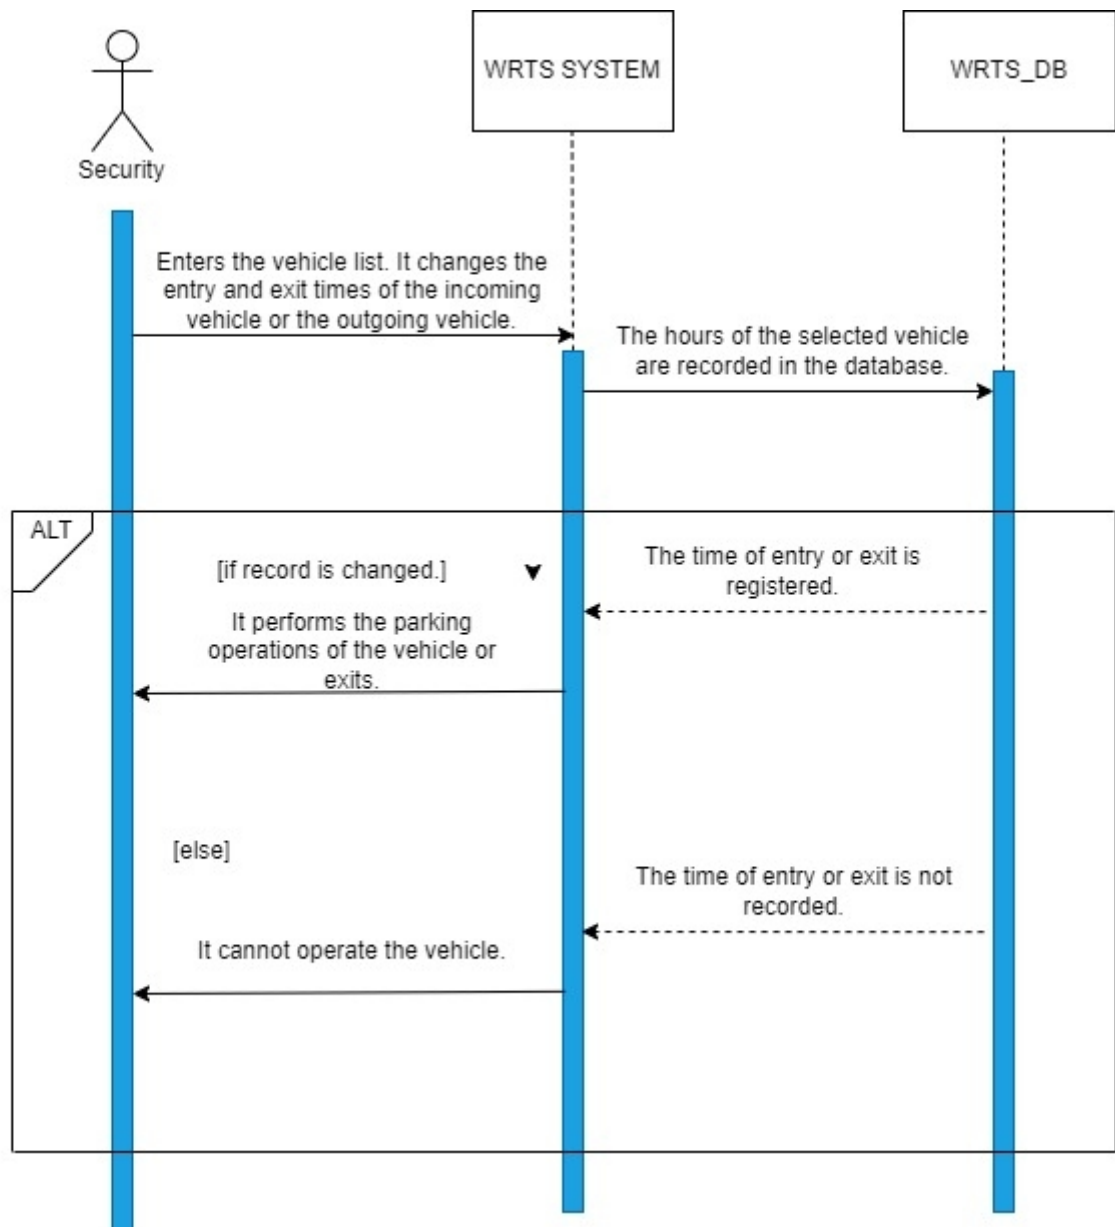 WRTS SYSTEM
WRTS_DB
Security
Enters the vehicle list. It changes the
entry and exit times of the incoming
vehicle or the outgoing vehicle.
The hours of the selected vehicle
are recorded in the database.
ALT
[if record is changed.]
The time of entry or exit is
registered.
It performs the parking
operations of the vehicle or
exits.
[else]
The time of entry or exit is not
recorded.
It cannot operate the vehicle.